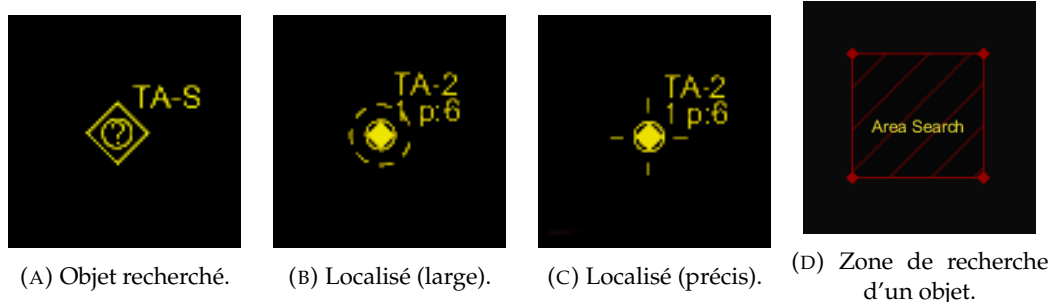 TA-S
TA-2
1 p:6
TA-2
1 p:6
Area Search
(A) Objet recherché.
(B) Localisé (large).
(C) Localisé (précis).
(D) Zone de recherche
d'un objet.